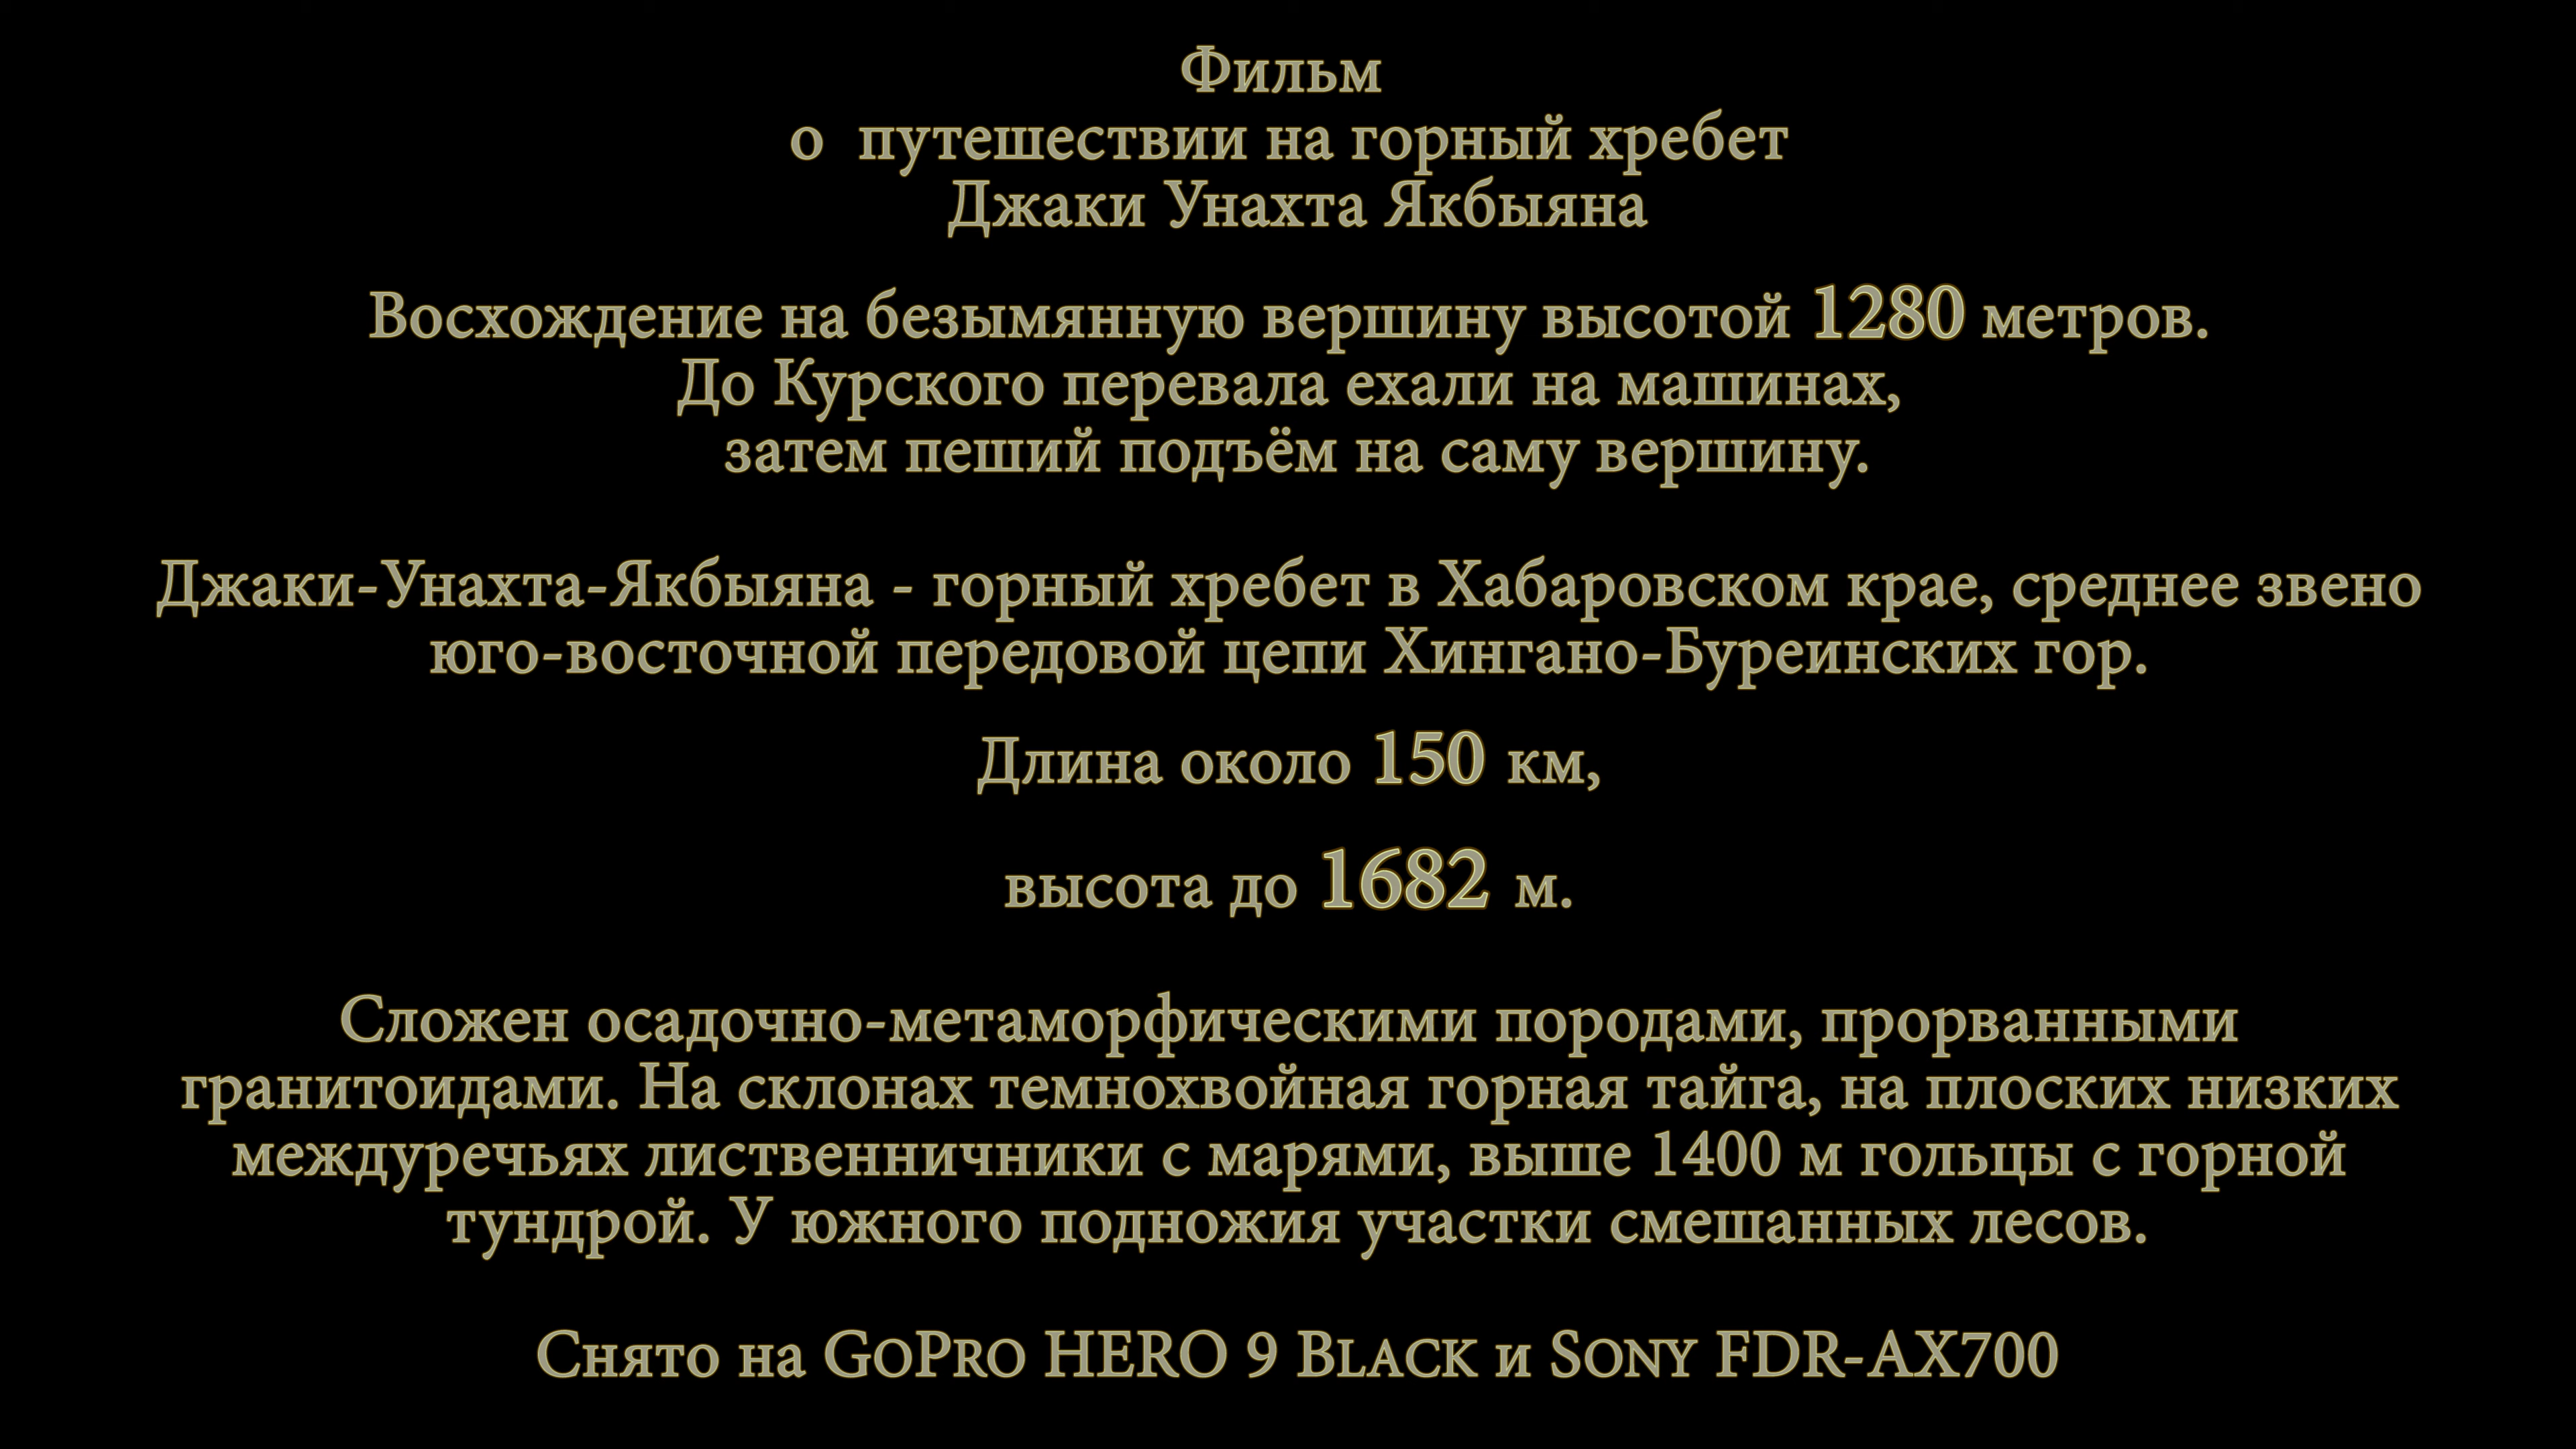 Фильм
о путешествии на горный хребет
Джаки Унахта Якбыяна
Восхождение на безымянную вершину высотой 1280 метров.
До Курского перевала ехали на машинах,
затем пеший подъём на саму вершину.
Джаки-Унахта-Якбыяна - горный хребет в Хабаровском крае, среднее звено
юго-восточной передовой цепи Хингано-Буреинских гор.
Длина около 150 км,
высота до 1682 м.
Сложен осадочно-метаморфическими породами, прорванными
гранитоидами. На склонах темнохвойная горная тайга, на плоских низких
междуречьях лиственничники с марями, выше 1400 м гольцы с горной
тундрой. У южного подножия участки смешанных лесов.
Снято на GoPro HERO 9 Black и Sony FDR-AX700